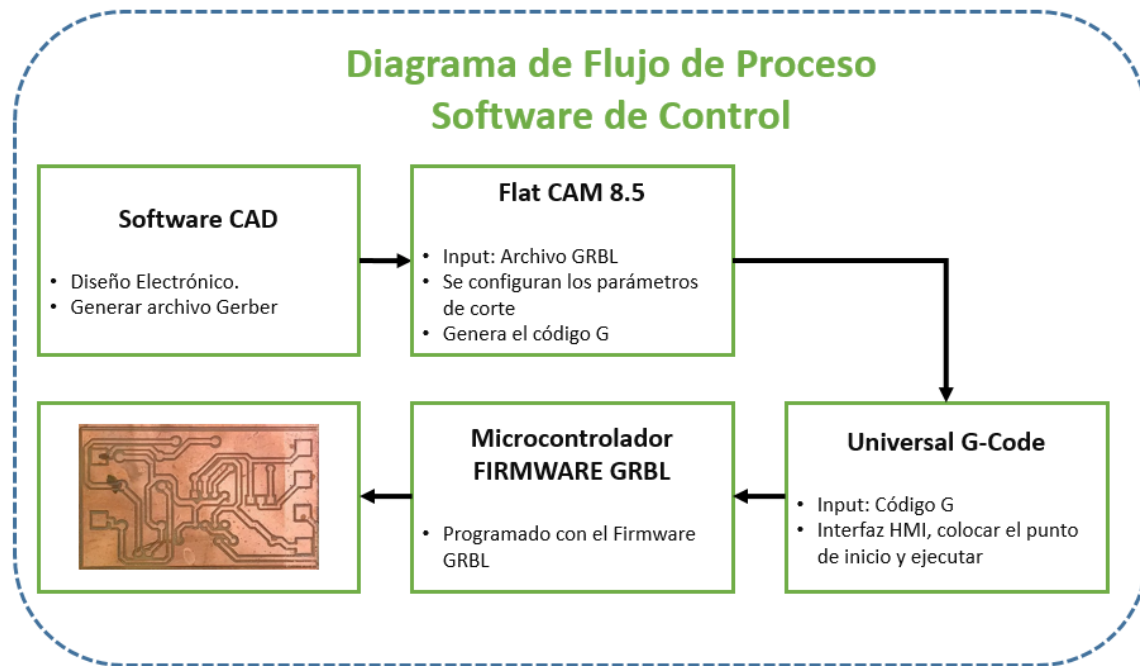 Diagrama de Flujo de Proceso
Software de Control
Software CAD
• Diseño Electrónico.
• Generar archivo Gerber
Flat CAM 8.5
• Input: Archivo GRBL
• Se configuran los parámetros
de corte
• Genera el código G
Universal G-Code
• Input: Código G
• Interfaz HMI, colocar el punto
de inicio y ejecutar
Microcontrolador
FIRMWARE GRBL
• Programado con el Firmware
GRBL